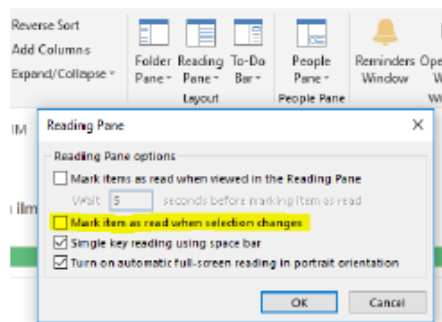 Reverse Sort
Add Columns
Expand/Collapse
Folder Pane
Reading Pane
To-Do Bar
People Pane
Reminders Window
Layout
People Pane
IM
Reading Pane
Reading Pane options
Mark items as read when viewed in the Reading Pane
Wait 5 seconds before marking item as read
Mark item as read when selection changes
Single key reading using space bar
Turn on automatic full-screen reading in portrait orientation
ilm
OK
Cancel